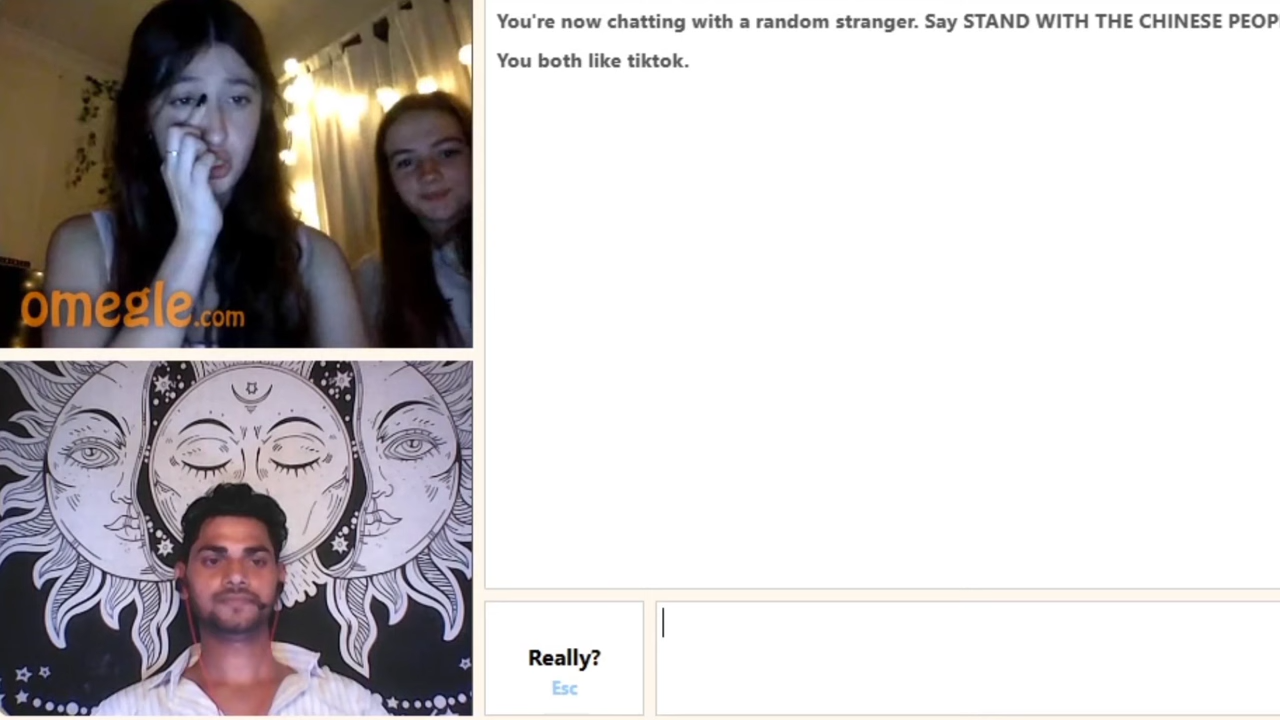 You're now chatting with a random stranger. Say STAND WITH THE CHINESE
You both like tiktok.
omegle.com
Really?
Esc